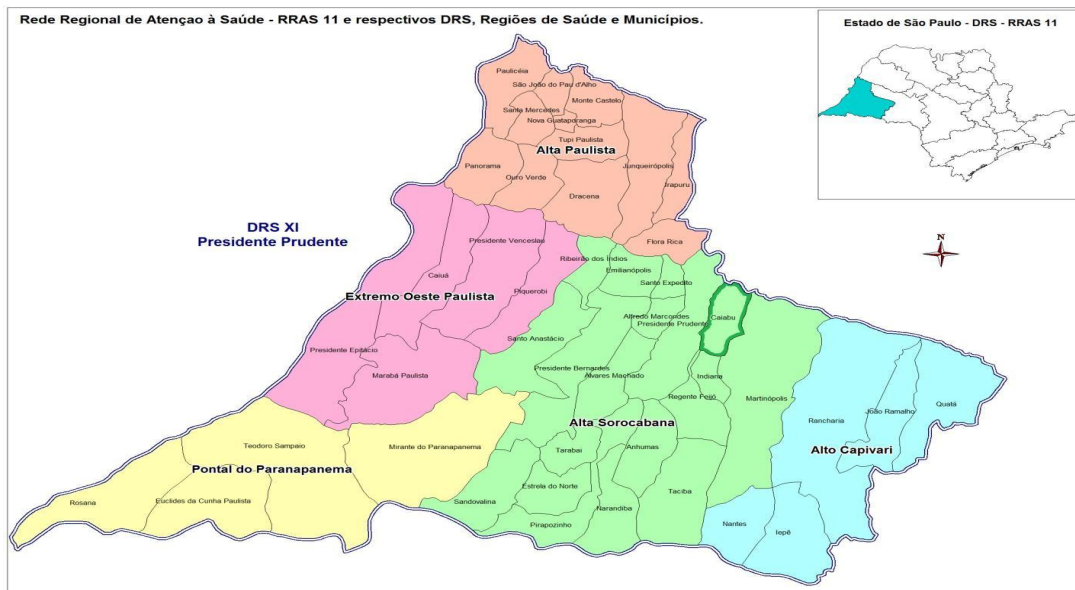 Rede Regional de Atençao à Saúde - RRAS 11 e respectivos DRS, Regiões de Saúde e Municípios.
Estado de São Paulo - DRS - RRAS 11
Paulicéia
São João do Pau d'Alho
Monte Castelo
Santa Mercedes
Nova Guataporanga
Tupi Paulista
Alta Paulista
Panorama
Ouro Verde
Junqueirópolis
Irapuru
Dracena
Flora Rica
DRS XI
Presidente Prudente
N
Presidente Venceslau
Ribeirão dos Índios
Emilianópolis
Caiuá
Santo Expedito
Piquerobi
Extremo Oeste Paulista
Alfredo Marcondes
Caiabu
Presidente Prudente
Santo Anastácio
Presidente Epitácio
Presidente Bernardes
Marabá Paulista
Álvares Machado
Indiana
Regente Feijó
Martinópolis
Quatá
João Ramalho
Rancharia
Alta Sorocabana
Teodoro Sampaio
Mirante do Paranapanema
Tarabai
Anhumas
Alto Capivari
Pontal do Paranapanema
Estrela do Norte
Taciba
Rosana
Euclides da Cunha Paulista
Sandovalina
Narandiba
Pirapozinho
Nantes
Iepê